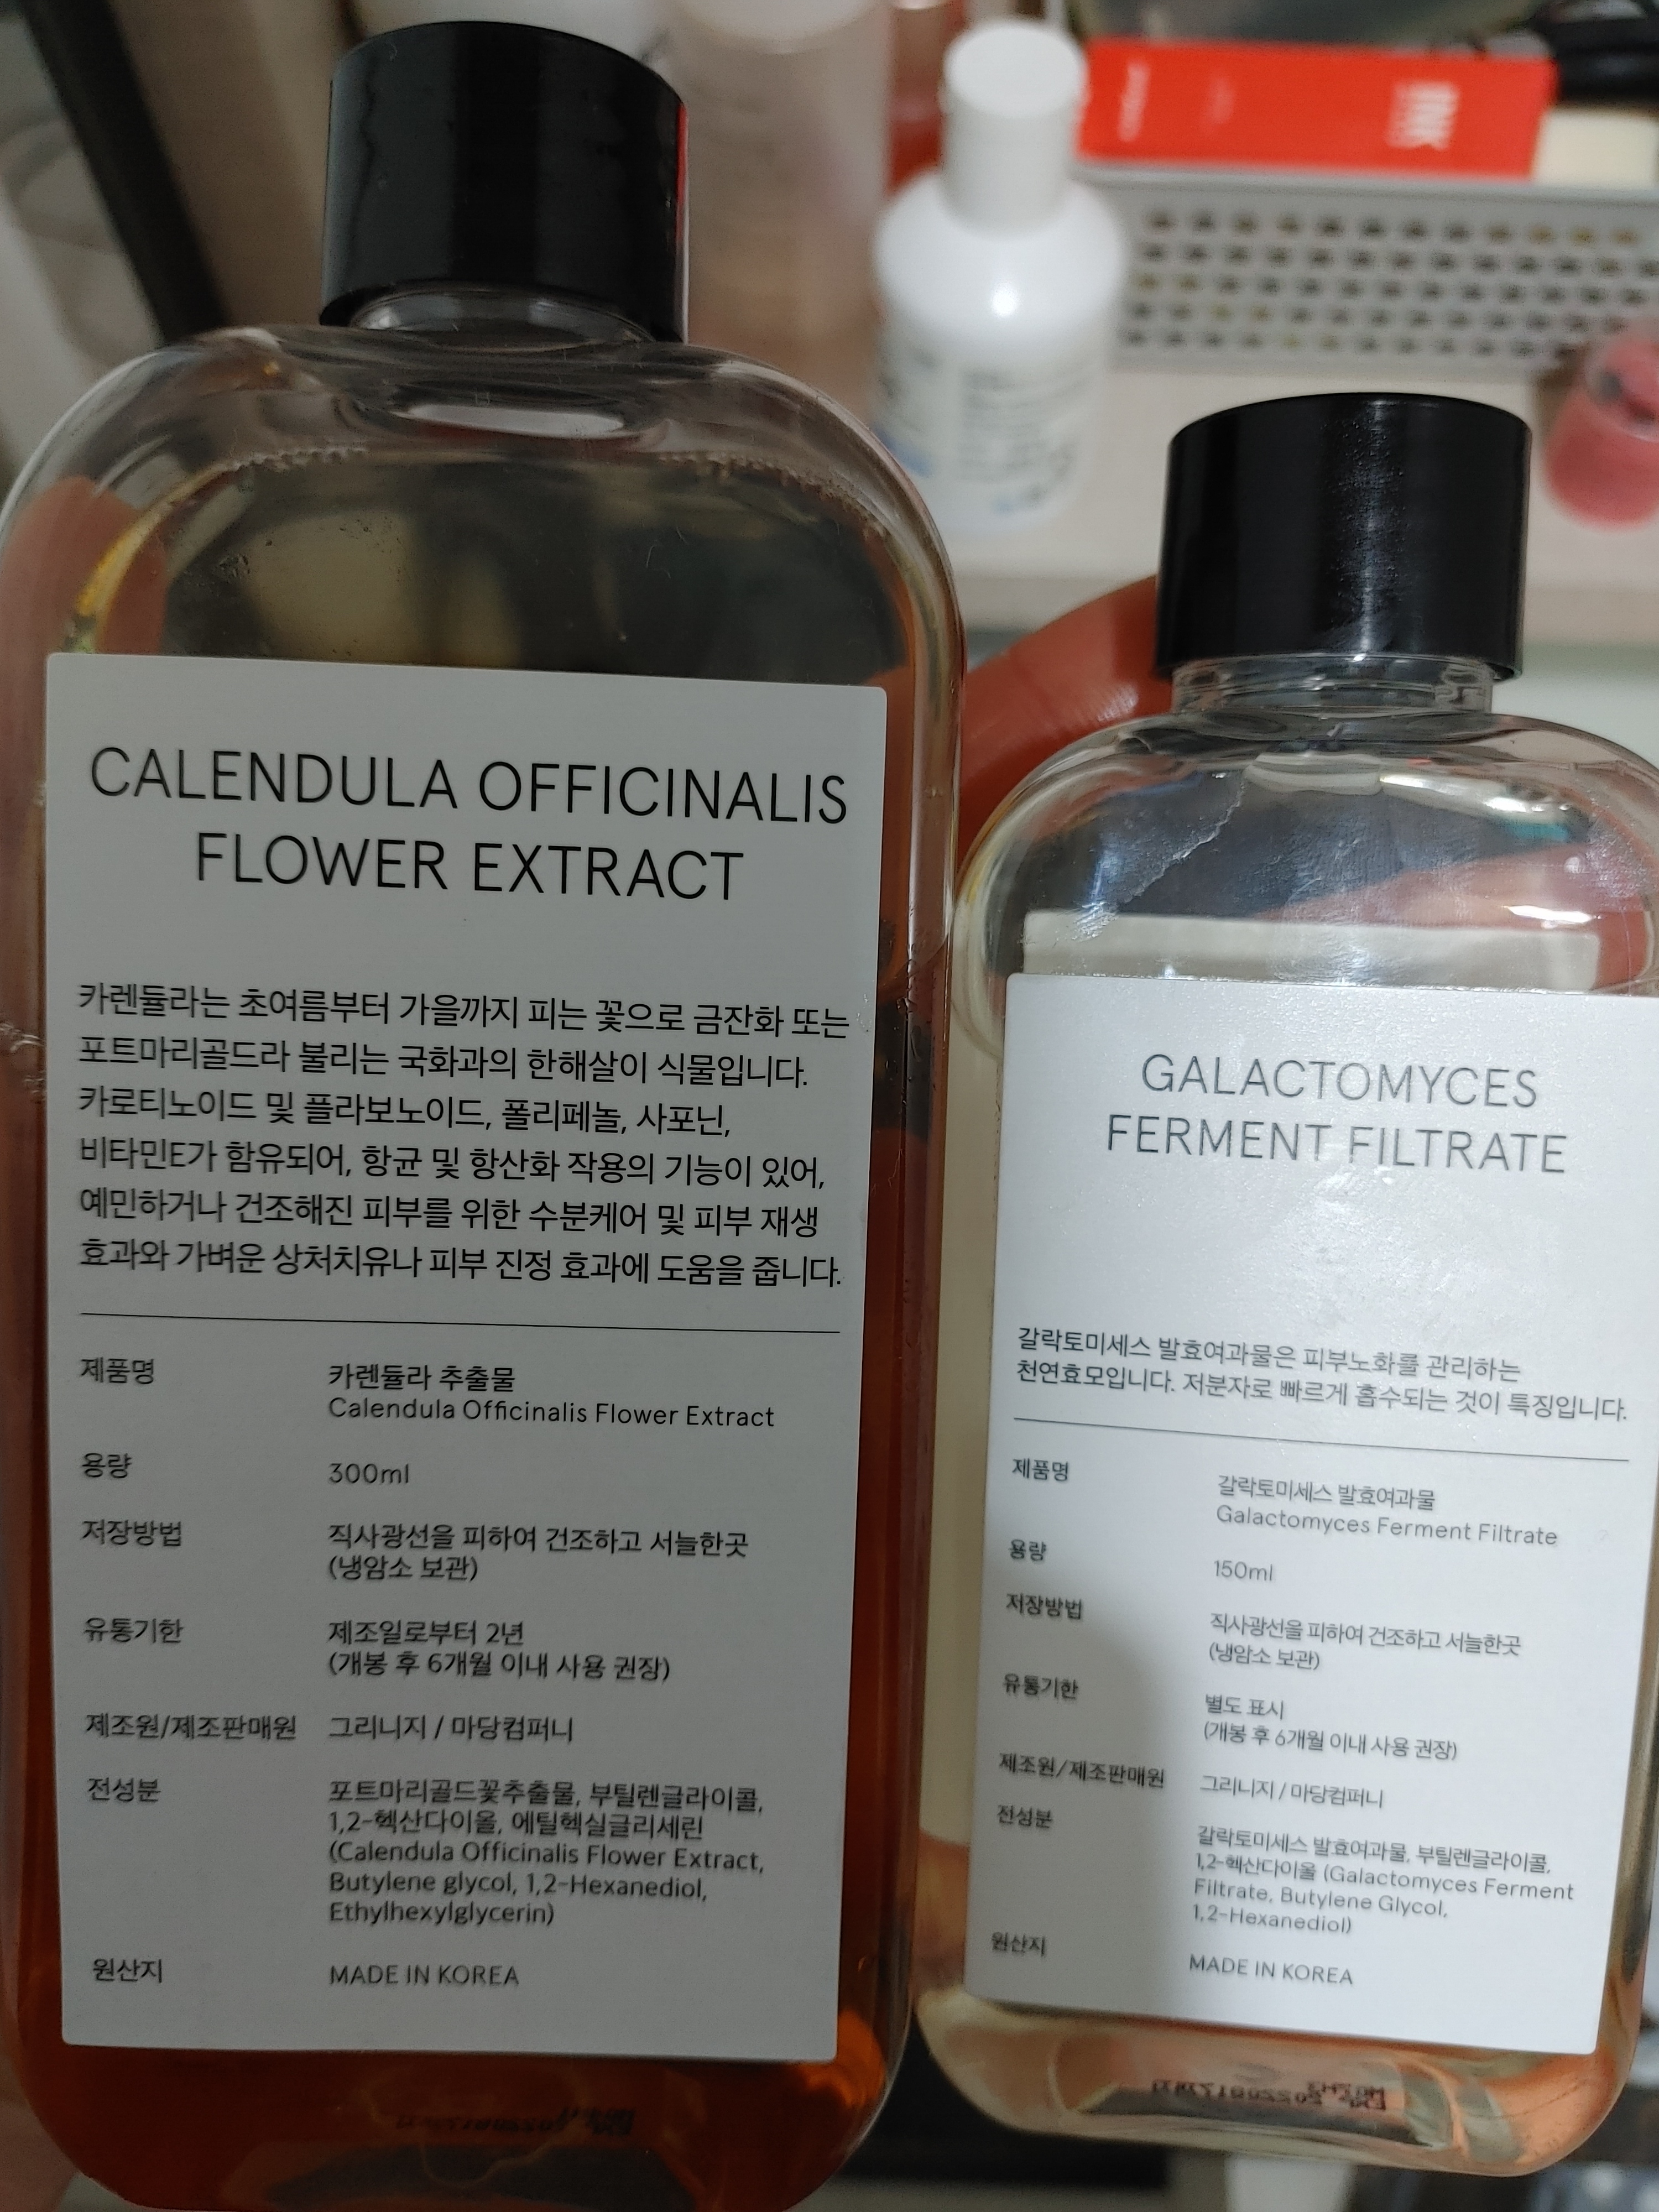 CALENDULA OFFICINALIS
FLOWER EXTRACT
카렌듈라는 초여름부터 가을까지 피는 꽃으로 금잔화 또는
포트마리골드라 불리는 국화과의 한해살이 식물입니다.
카로티노이드 및 플라보노이드, 폴리페놀, 사포닌,
비타민E가 함유되어, 항균 및 항산화 작용의 기능이 있어,
예민하거나 건조해진 피부를 위한 수분케어 및 피부 재생
효과와 가벼운 상처치유나 피부 진정 효과에 도움을 줍니다.
제품명 카렌듈라 추출물
Calendula Officinalis Flower Extract
용량 300ml
저장방법 직사광선을 피하여 건조하고 서늘한곳
(냉암소 보관)
유통기한 제조일로부터 2년
(개봉 후 6개월 이내 사용 권장)
제조원/제조판매원 그리니지 / 마당컴퍼니
전성분 포트마리골드꽃추출물, 부틸렌글라이콜,
1,2-헥산다이올, 에틸헥실글리세린
(Calendula Officinalis Flower Extract,
Butylene glycol, 1,2-Hexanediol,
Ethylhexylglycerin)
원산지 MADE IN KOREA
GALACTOMYCES
FERMENT FILTRATE
갈락토미세스 발효여과물은 피부노화를 관리하는
천연효모입니다. 저분자로 빠르게 흡수되는 것이 특징입니다.
제품명 갈락토미세스 발효여과물
Galactomyces Ferment Filtrate
용량 150ml
저장방법 직사광선을 피하여 건조하고 서늘한곳
(냉암소 보관)
유통기한 별도 표시
(개봉 후 6개월 이내 사용 권장)
제조원/제조판매원 그리니지 / 마당컴퍼니
전성분 갈락토미세스 발효여과물, 부틸렌글라이콜,
1,2-헥산다이올 (Galactomyces Ferment
Filtrate, Butylene Glycol,
1,2-Hexanediol)
원산지 MADE IN KOREA